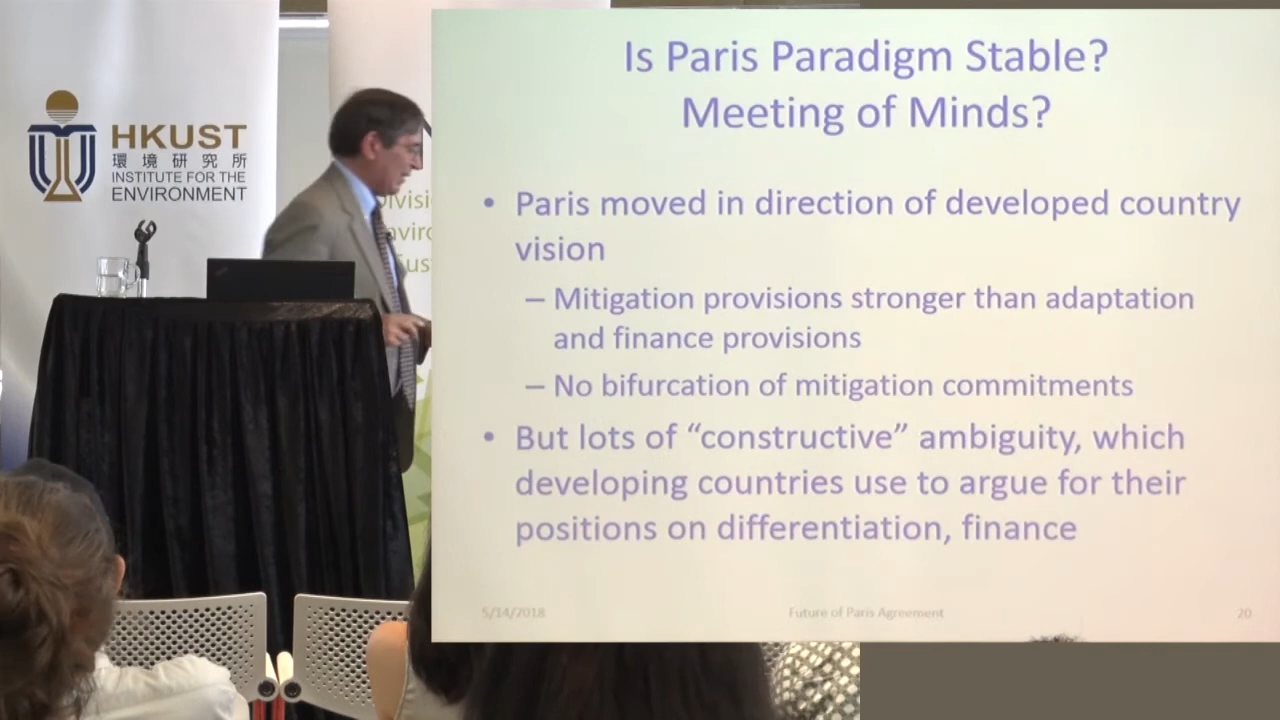 HKUST
環境研究所
INSTITUTE FOR THE
ENVIRONMENT
Is Paris Paradigm Stable?
Meeting of Minds?
• Paris moved in direction of developed country
vision
– Mitigation provisions stronger than adaptation
and finance provisions
– No bifurcation of mitigation commitments
• But lots of “constructive” ambiguity, which
developing countries use to argue for their
positions on differentiation, finance
5/14/2018
Future of Paris Agreement
20